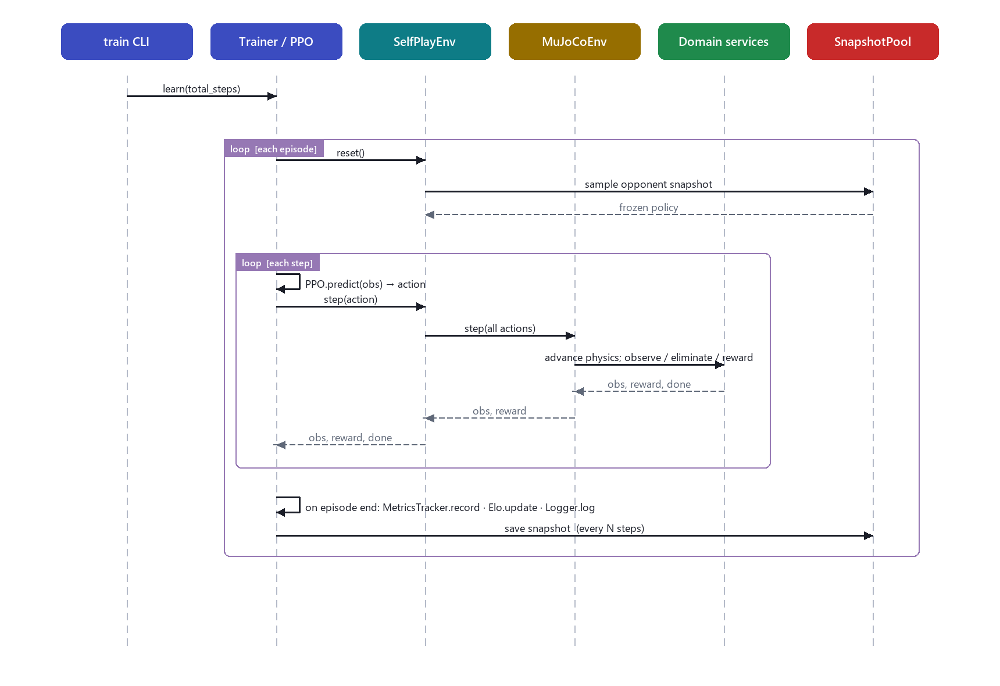 train CLI
Trainer / PPO
SelfPlayEnv
MuJoCoEnv
Domain services
SnapshotPool
learn(total_steps)
loop [each episode]
reset()
sample opponent snapshot
frozen policy
loop [each step]
PPO.predict(obs) → action
step(action)
step(all actions)
advance physics; observe / eliminate / reward
obs, reward, done
obs, reward
obs, reward, done
on episode end: MetricsTracker.record · Elo.update · Logger.log
save snapshot (every N steps)